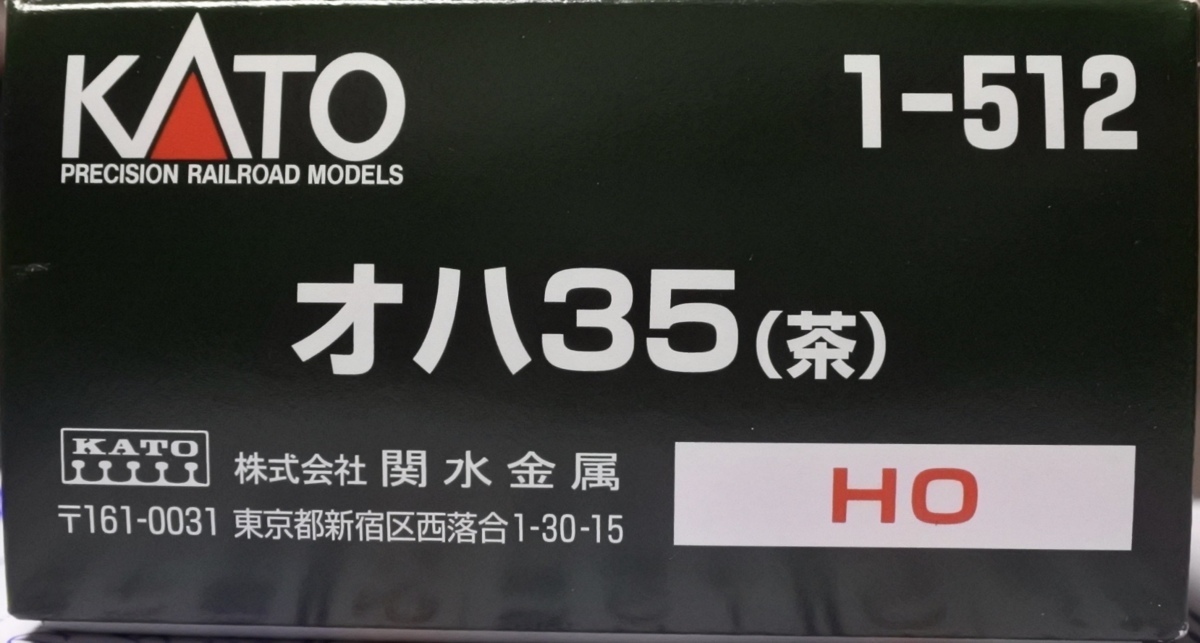 KATO
PRECISION RAILROAD MODELS
1-512
オハ35(茶)
KATO
株式会社 関水金属
〒161-0031 東京都新宿区西落合1-30-15
HO